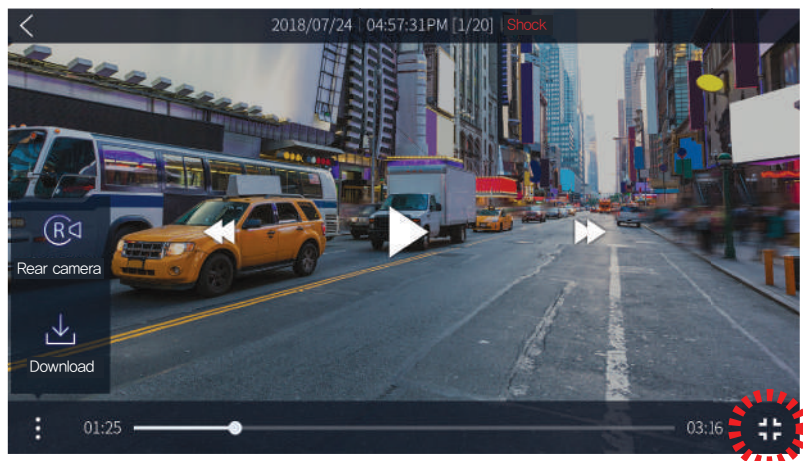 2018/07/24 | 04:57:31PM [1/20] | Shock
R
Rear camera
Download
01:25
03:16